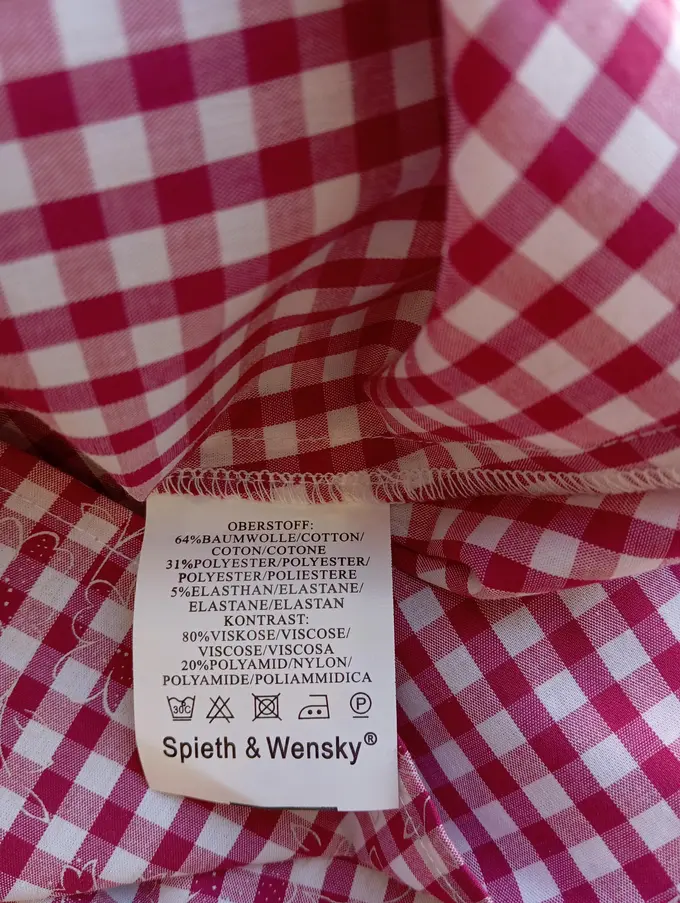 OBERSTOFF:
64%BAUMWOLLE/COTTON/
COTON/COTONE
31%POLYESTER/POLYESTER/
POLYESTER/POLIESTERE
5%ELASTHAN/ELASTANE/
ELASTANE/ELASTAN
KONTRAST:
80%VISKOSE/VISCOSE/
VISCOSE/VISCOSA
20%POLYAMID/NYLON/
POLYAMIDE/POLIAMMIDICA
30C P
Spieth & Wensky®